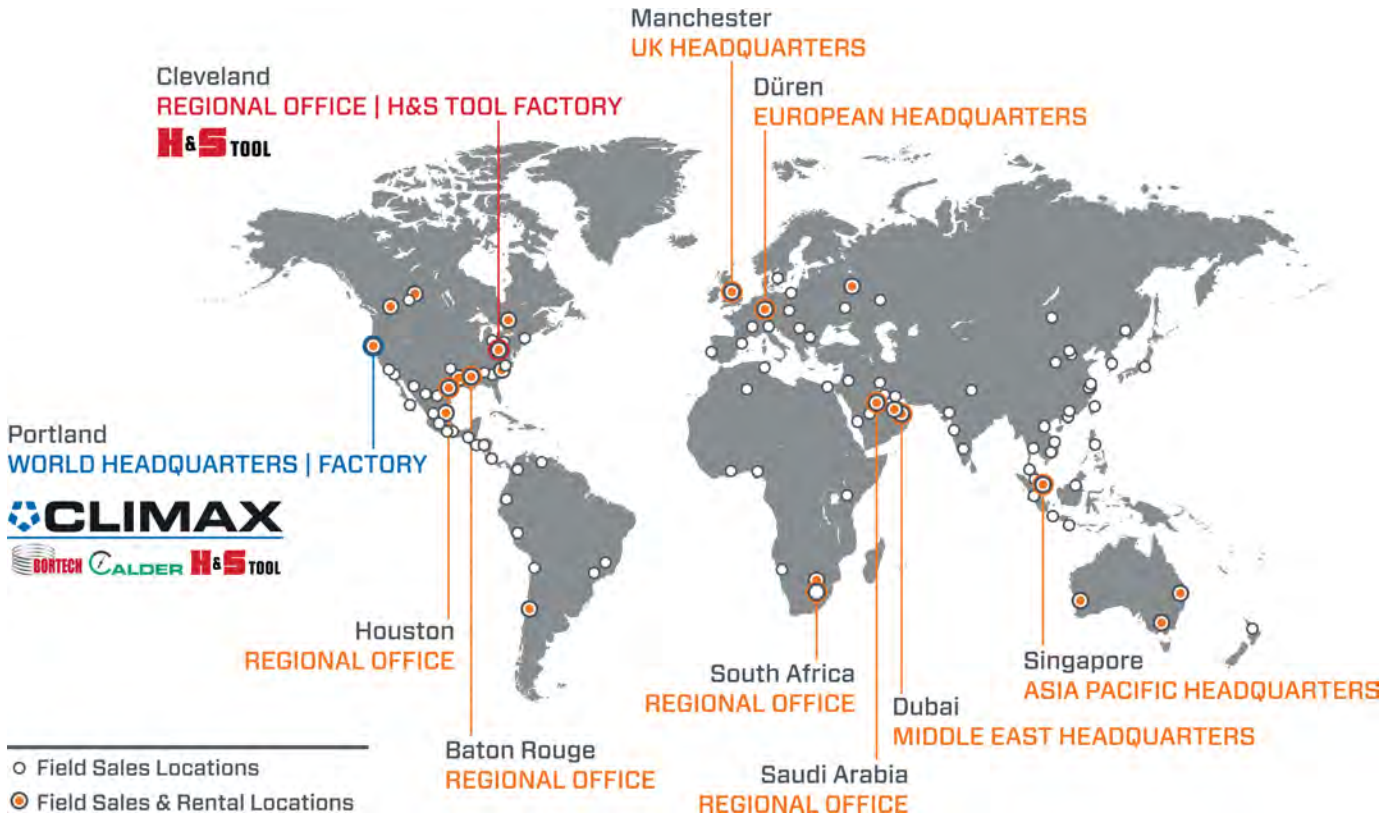 Manchester
UK HEADQUARTERS
Cleveland
REGIONAL OFFICE | H&S TOOL FACTORY
H&S TOOL
Düren
EUROPEAN HEADQUARTERS
Portland
WORLD HEADQUARTERS | FACTORY
CLIMAX
BORTECH CALDER H&S TOOL
Houston
REGIONAL OFFICE
South Africa
REGIONAL OFFICE
Singapore
ASIA PACIFIC HEADQUARTERS
Dubai
MIDDLE EAST HEADQUARTERS
Baton Rouge
REGIONAL OFFICE
Saudi Arabia
REGIONAL OFFICE
Field Sales Locations
Field Sales & Rental Locations